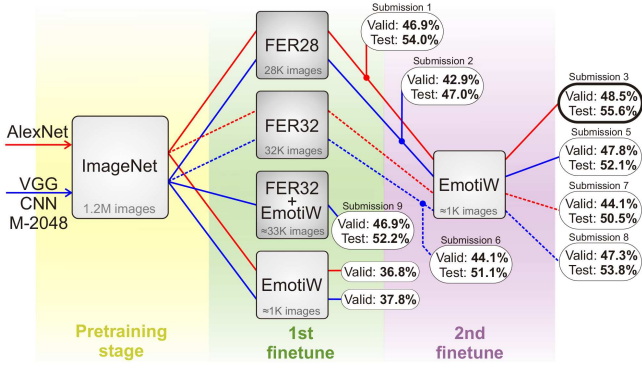 AlexNet
VGG
CNN
M-2048
ImageNet
1.2M images
FER28
28K images
FER32
32K images
FER32
+
EmotiW
≈33K images
EmotiW
≈1K images
Submission 1
Valid: 46.9%
Test: 54.0%
Submission 2
Valid: 42.9%
Test: 47.0%
Submission 9
Valid: 46.9%
Test: 52.2%
Valid: 36.8%
Valid: 37.8%
EmotiW
≈1K images
Submission 6
Valid: 44.1%
Test: 51.1%
Submission 3
Valid: 48.5%
Test: 55.6%
Submission 5
Valid: 47.8%
Test: 52.1%
Submission 7
Valid: 44.1%
Test: 50.5%
Submission 8
Valid: 47.3%
Test: 53.8%
Pretraining
stage
1st
finetune
2nd
finetune